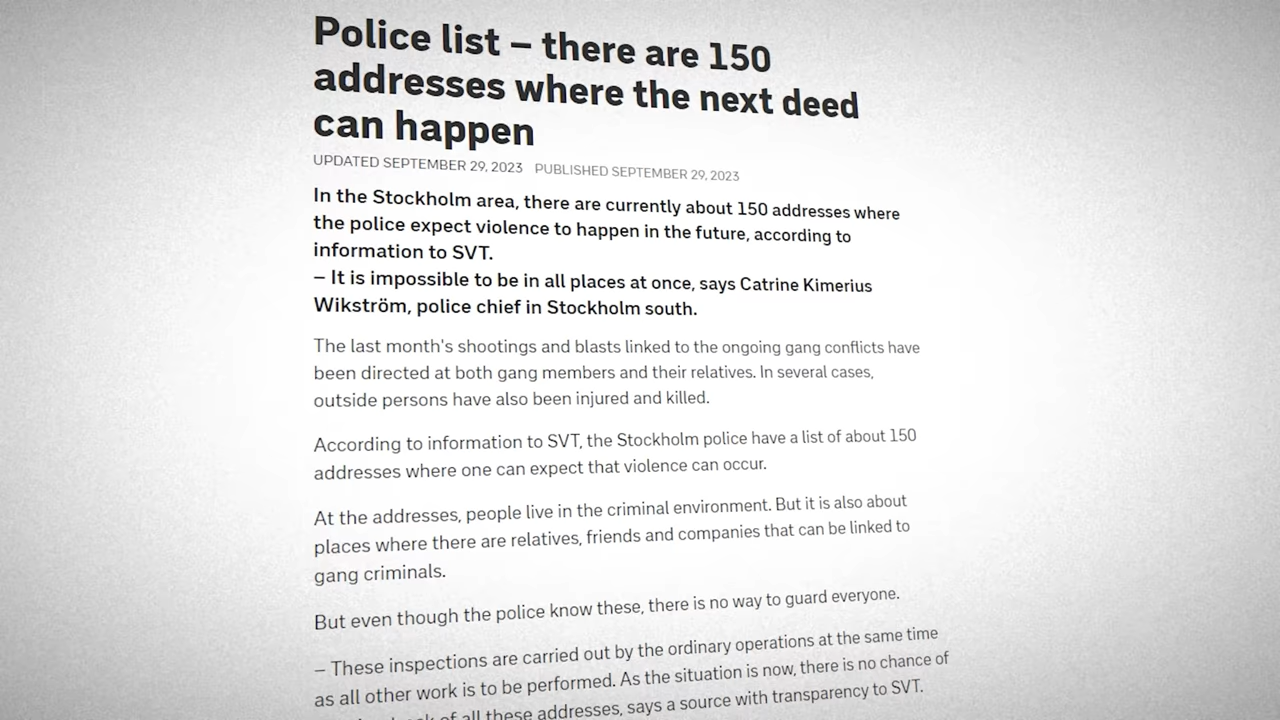 Police list – there are 150
addresses where the next deed
can happen
UPDATED SEPTEMBER 29, 2023 PUBLISHED SEPTEMBER 29, 2023
In the Stockholm area, there are currently about 150 addresses where
the police expect violence to happen in the future, according to
information to SVT.
– It is impossible to be in all places at once, says Catrine Kimerius
Wikström, police chief in Stockholm south.
The last month's shootings and blasts linked to the ongoing gang conflicts have
been directed at both gang members and their relatives. In several cases,
outside persons have also been injured and killed.
According to information to SVT, the Stockholm police have a list of about 150
addresses where one can expect that violence can occur.
At the addresses, people live in the criminal environment. But it is also about
places where there are relatives, friends and companies that can be linked to
gang criminals.
But even though the police know these, there is no way to guard everyone.
– These inspections are carried out by the ordinary operations at the same time
as all other work is to be performed. As the situation is now, there is no chance of
of all these addresses, says a source with transparency to SVT.